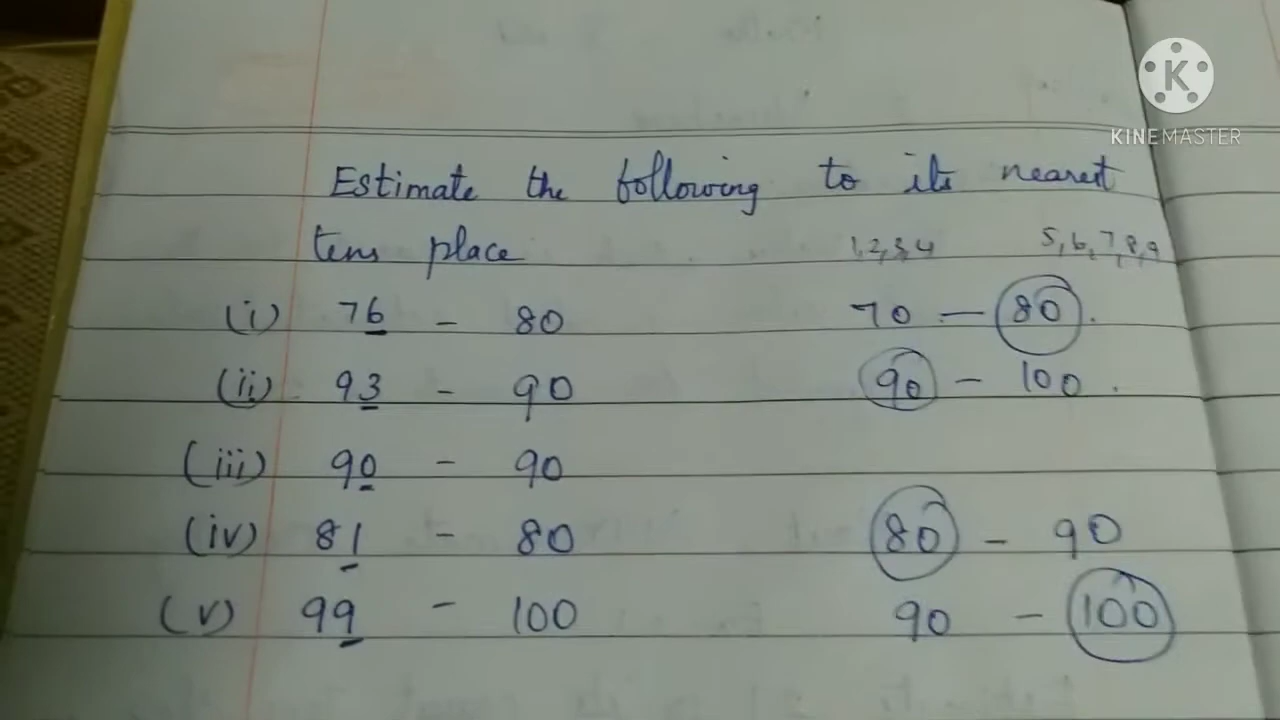 K
KINEMASTER
Estimate the following to its nearest
tens place 1,2,3,4 5,6,7,8,9
(i) 76 - 80 70 — 80.
(ii) 93 - 90 90 - 100.
(iii) 90 - 90
(iv) 81 - 80 80 - 90
(v) 99 - 100 90 - 100